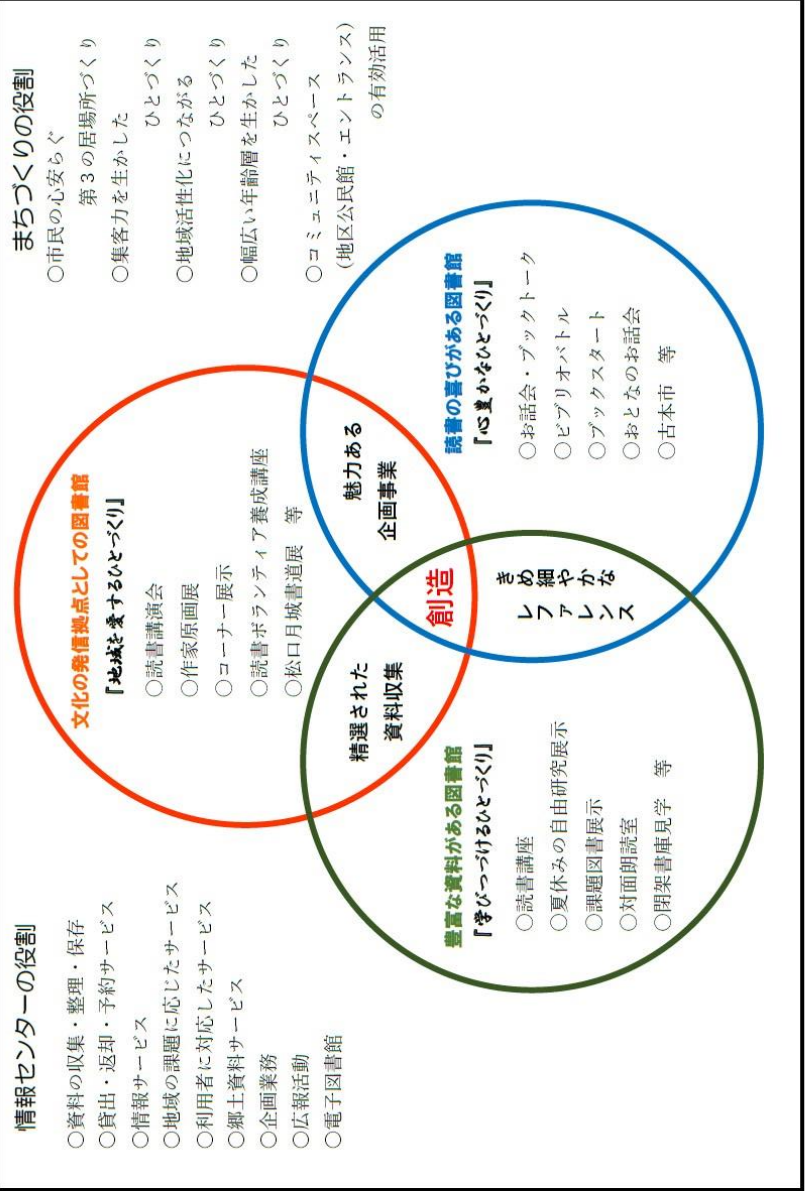 情報センターの役割
○資料の収集・整理・保存
○貸出・返却・予約サービス
○情報サービス
○地域の課題に応じたサービス
○利用者に対応したサービス
○郷土資料サービス
○企画業務
○広報活動
○電子図書館
まちづくりの役割
○市民の心安らぐ
第3の居場所づくり
○集客力を生かした
ひとづくり
○地域活性化につながる
ひとづくり
○幅広い年齢層を生かした
ひとづくり
○コミュニティスペース
(地区公民館・エントランス)
の有効活用
文化の発信拠点としての図書館
『地域を愛するひとづくり』
○読書講演会
○作家原画展
○コーナー展示
○読書ボランティア養成講座
○松口月城書道展　等
精選された
資料収集
魅力ある
企画事業
創造
豊富な資料がある図書館
『学びつづけるひとづくり』
○読書講座
○夏休みの自由研究展示
○課題図書展示
○対面朗読室
○閉架書庫見学　等
きめ細やかな
レファレンス
読書の喜びがある図書館
『心豊かなひとづくり』
○お話会・ブックトーク
○ビブリオバトル
○ブックスタート
○おとなのお話会
○古本市　等